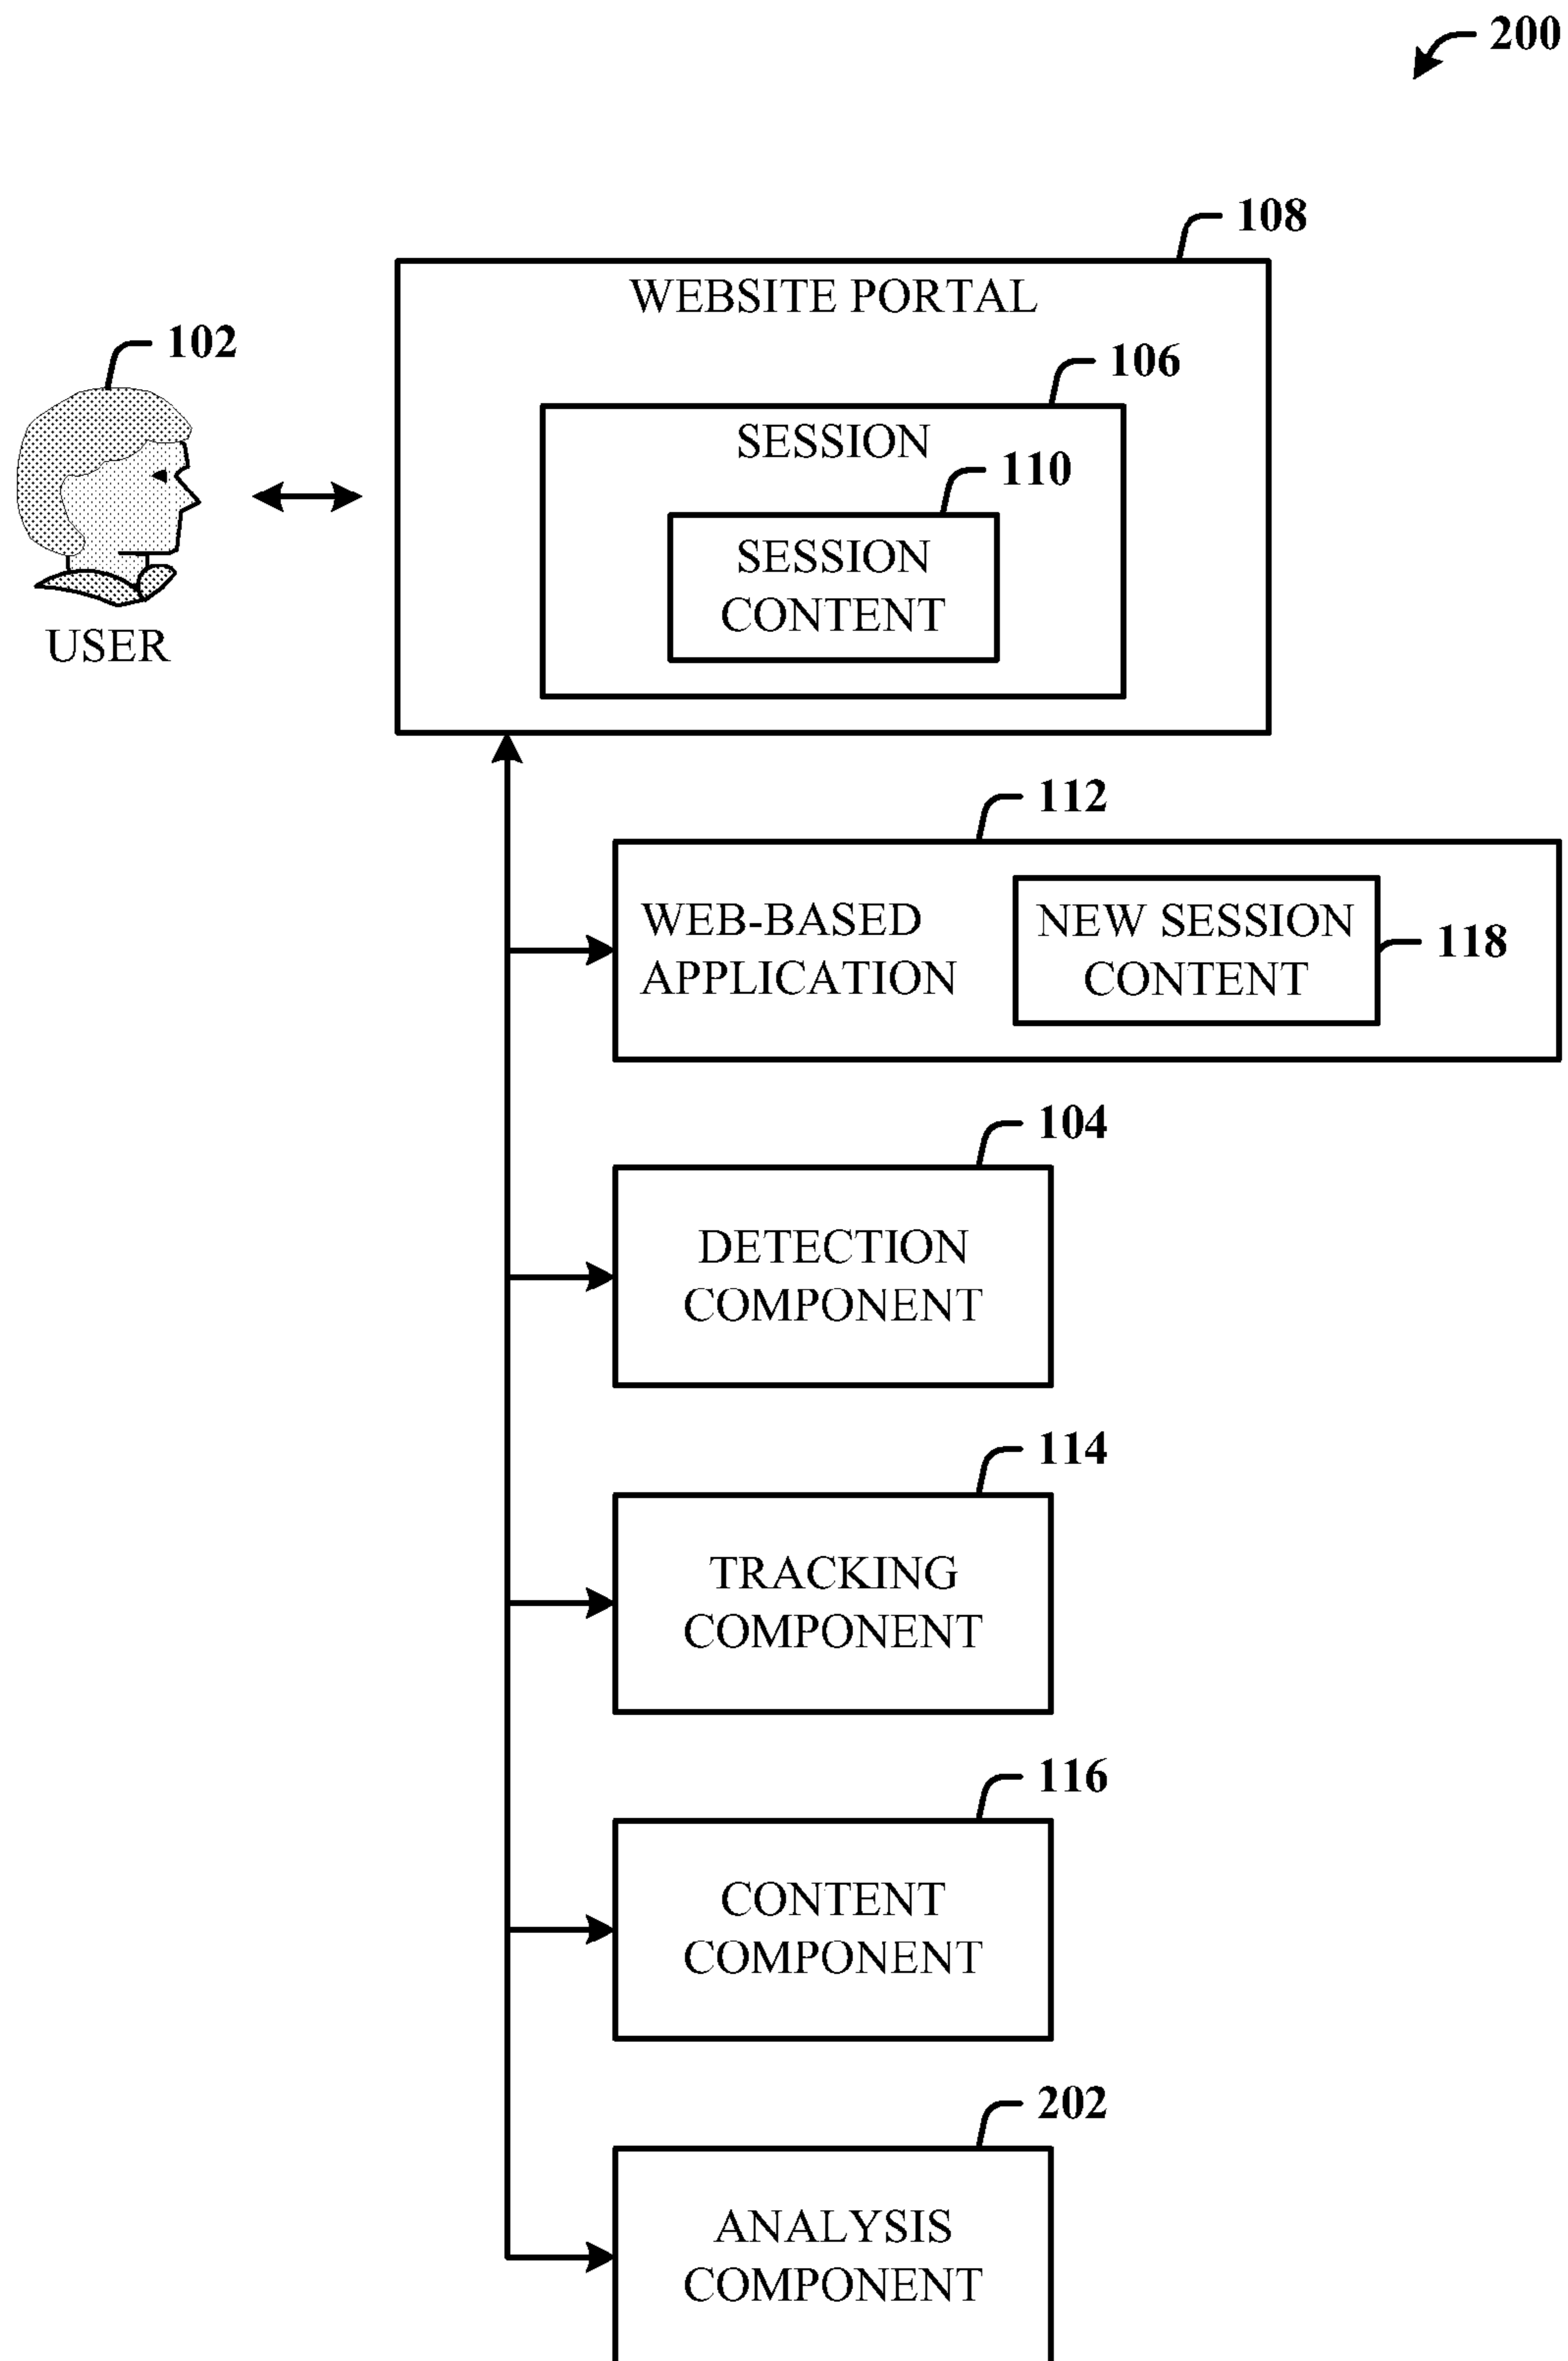 200
108
WEBSITE PORTAL
102
106
SESSION
110
SESSION
CONTENT
USER
112
WEB-BASED
APPLICATION
NEW SESSION
CONTENT
118
104
DETECTION
COMPONENT
114
TRACKING
COMPONENT
116
CONTENT
COMPONENT
202
ANALYSIS
COMPONENT